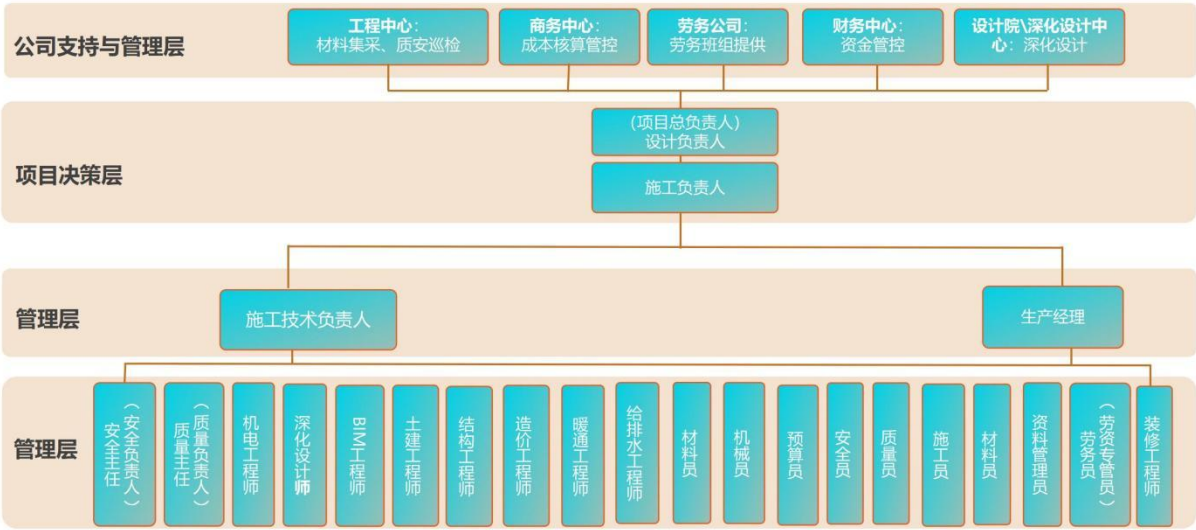 公司支持与管理层
工程中心：
材料集采、质安巡检
商务中心：
成本核算管控
劳务公司：
劳务班组提供
财务中心：
资金管控
设计院\深化设计中
心：深化设计
项目决策层
(项目总负责人)
设计负责人
施工负责人
管理层
施工技术负责人
生产经理
管理层
（安全负责人）
安全主任
（质量负责人）
质量主任
机电工程师
深化设计师
BIM工程师
土建工程师
结构工程师
造价工程师
暖通工程师
给排水工程师
材料员
机械员
预算员
安全员
质量员
施工员
材料员
资料管理员
（劳资专管员）
劳务员
装修工程师